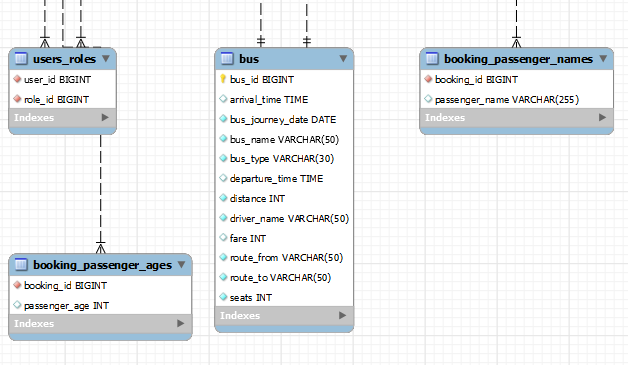 users_roles
user_id BIGINT
role_id BIGINT
Indexes
bus
bus_id BIGINT
arrival_time TIME
bus_journey_date DATE
bus_name VARCHAR(50)
bus_type VARCHAR(30)
departure_time TIME
distance INT
driver_name VARCHAR(50)
fare INT
route_from VARCHAR(50)
route_to VARCHAR(50)
seats INT
Indexes
booking_passenger_names
booking_id BIGINT
passenger_name VARCHAR(255)
Indexes
booking_passenger_ages
booking_id BIGINT
passenger_age INT
Indexes